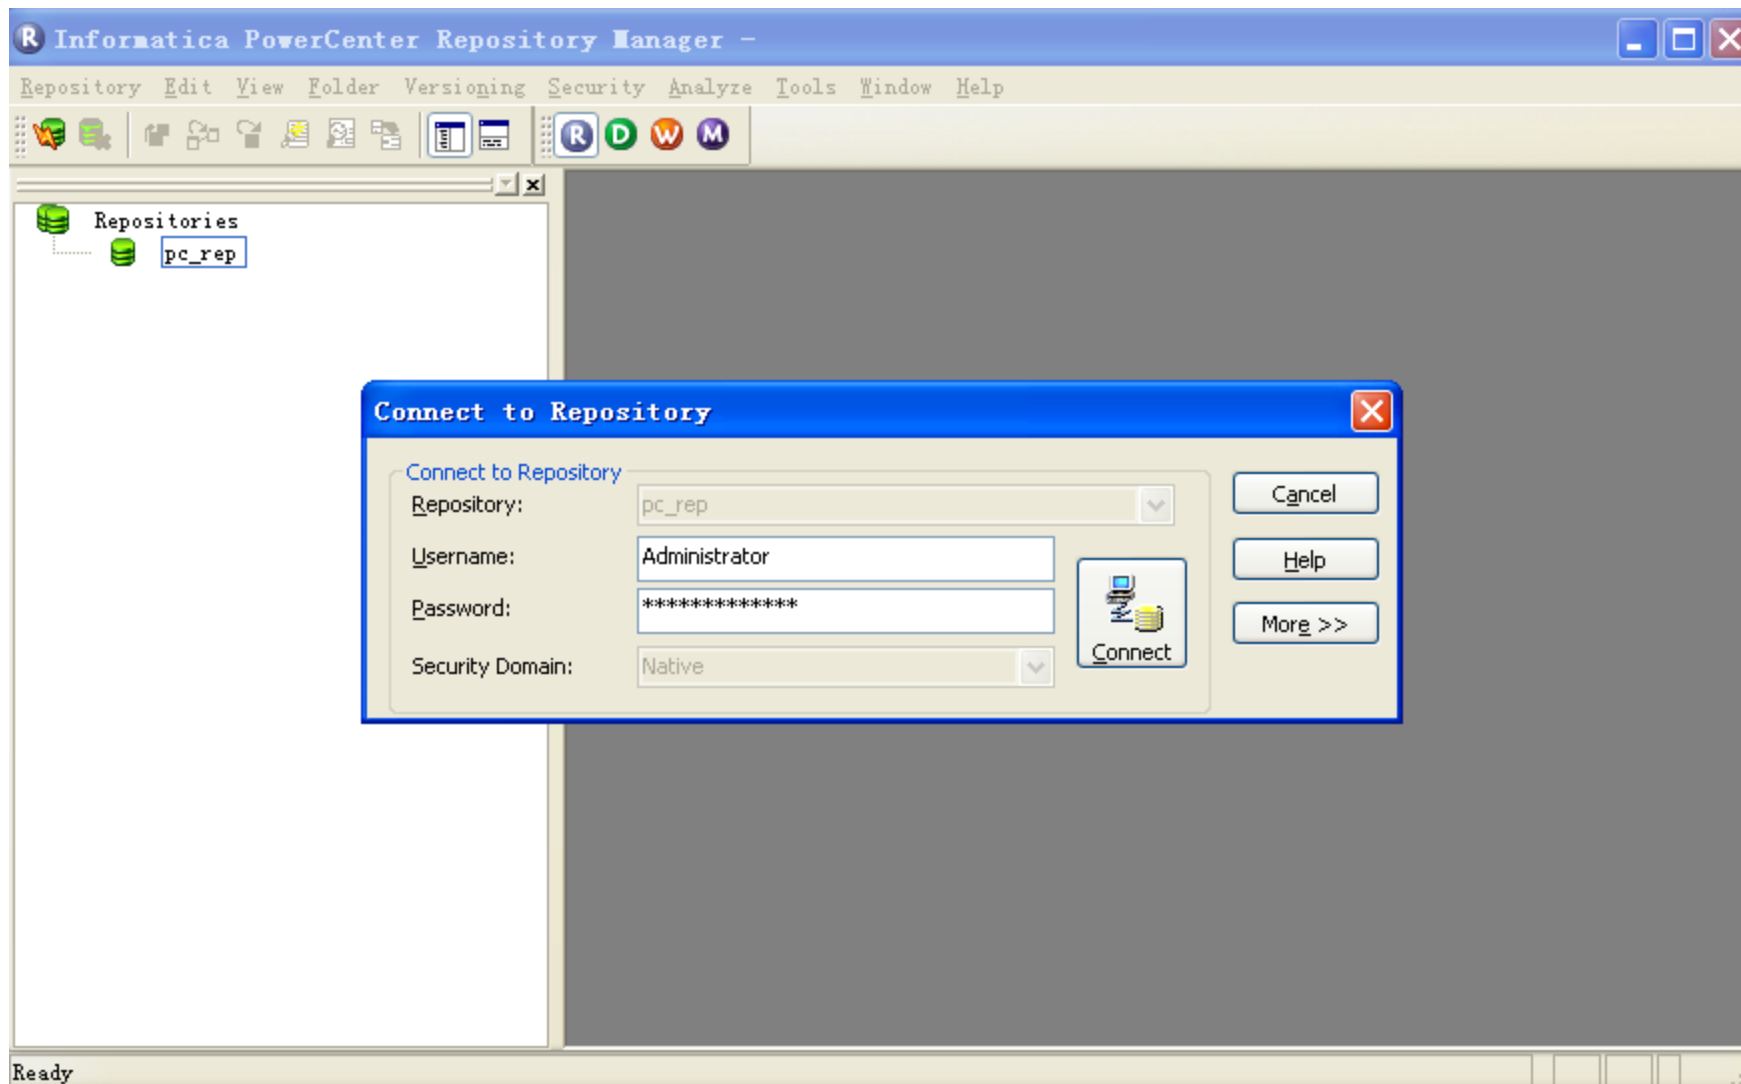 R Informatica PowerCenter Repository Manager -
Repository Edit View Folder Versioning Security Analyze Tools Window Help
R D W M
Repositories
pc_rep
Connect to Repository
Connect to Repository
Repository: pc_rep
Cancel
Username: Administrator
Help
Password: *************
More >>
Connect
Security Domain: Native
Ready